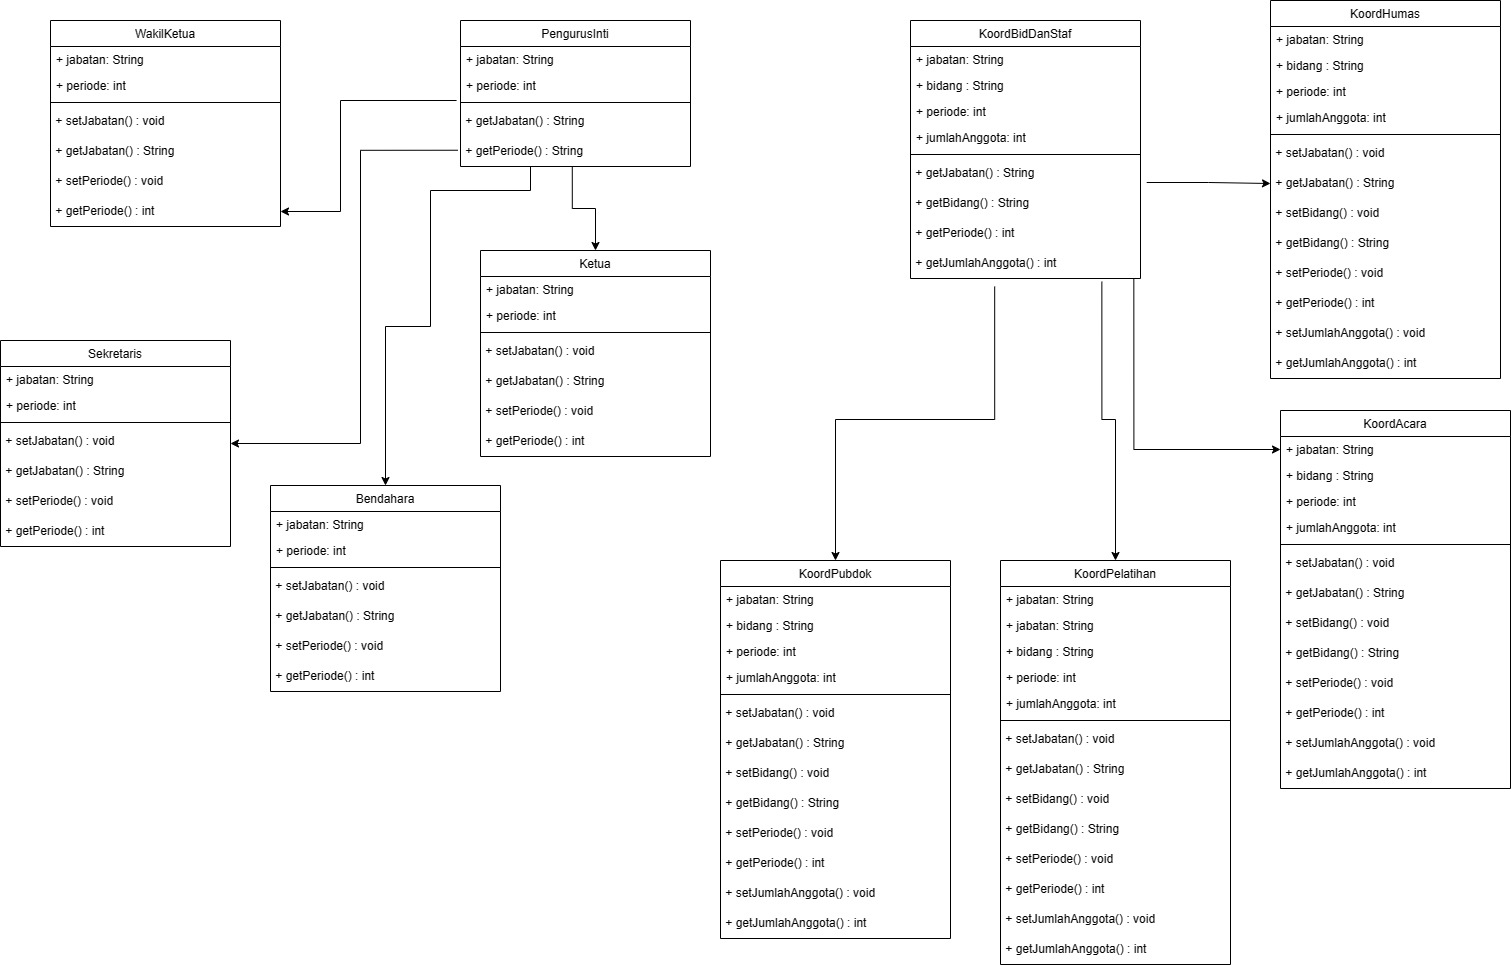 WakilKetua
+ jabatan: String
+ periode: int
+ setJabatan() : void
+ getJabatan() : String
+ setPeriode() : void
+ getPeriode() : int
PengurusInti
+ jabatan: String
+ periode: int
+ getJabatan() : String
+ getPeriode() : String
KoordBidDanStaf
+ jabatan: String
+ bidang : String
+ periode: int
+ jumlahAnggota: int
+ getJabatan() : String
+ getBidang() : String
+ getPeriode() : int
+ getJumlahAnggota() : int
KoordHumas
+ jabatan: String
+ bidang : String
+ periode: int
+ jumlahAnggota: int
+ setJabatan() : void
+ getJabatan() : String
+ setBidang() : void
+ getBidang() : String
+ setPeriode() : void
+ getPeriode() : int
+ setJumlahAnggota() : void
+ getJumlahAnggota() : int
Ketua
+ jabatan: String
+ periode: int
+ setJabatan() : void
+ getJabatan() : String
+ setPeriode() : void
+ getPeriode() : int
Sekretaris
+ jabatan: String
+ periode: int
+ setJabatan() : void
+ getJabatan() : String
+ setPeriode() : void
+ getPeriode() : int
Bendahara
+ jabatan: String
+ periode: int
+ setJabatan() : void
+ getJabatan() : String
+ setPeriode() : void
+ getPeriode() : int
KoordPubdok
+ jabatan: String
+ bidang : String
+ periode: int
+ jumlahAnggota: int
+ setJabatan() : void
+ getJabatan() : String
+ setBidang() : void
+ getBidang() : String
+ setPeriode() : void
+ getPeriode() : int
+ setJumlahAnggota() : void
+ getJumlahAnggota() : int
KoordPelatihan
+ jabatan: String
+ jabatan: String
+ bidang : String
+ periode: int
+ jumlahAnggota: int
+ setJabatan() : void
+ getJabatan() : String
+ setBidang() : void
+ getBidang() : String
+ setPeriode() : void
+ getPeriode() : int
+ setJumlahAnggota() : void
+ getJumlahAnggota() : int
KoordAcara
+ jabatan: String
+ bidang : String
+ periode: int
+ jumlahAnggota: int
+ setJabatan() : void
+ getJabatan() : String
+ setBidang() : void
+ getBidang() : String
+ setPeriode() : void
+ getPeriode() : int
+ setJumlahAnggota() : void
+ getJumlahAnggota() : int